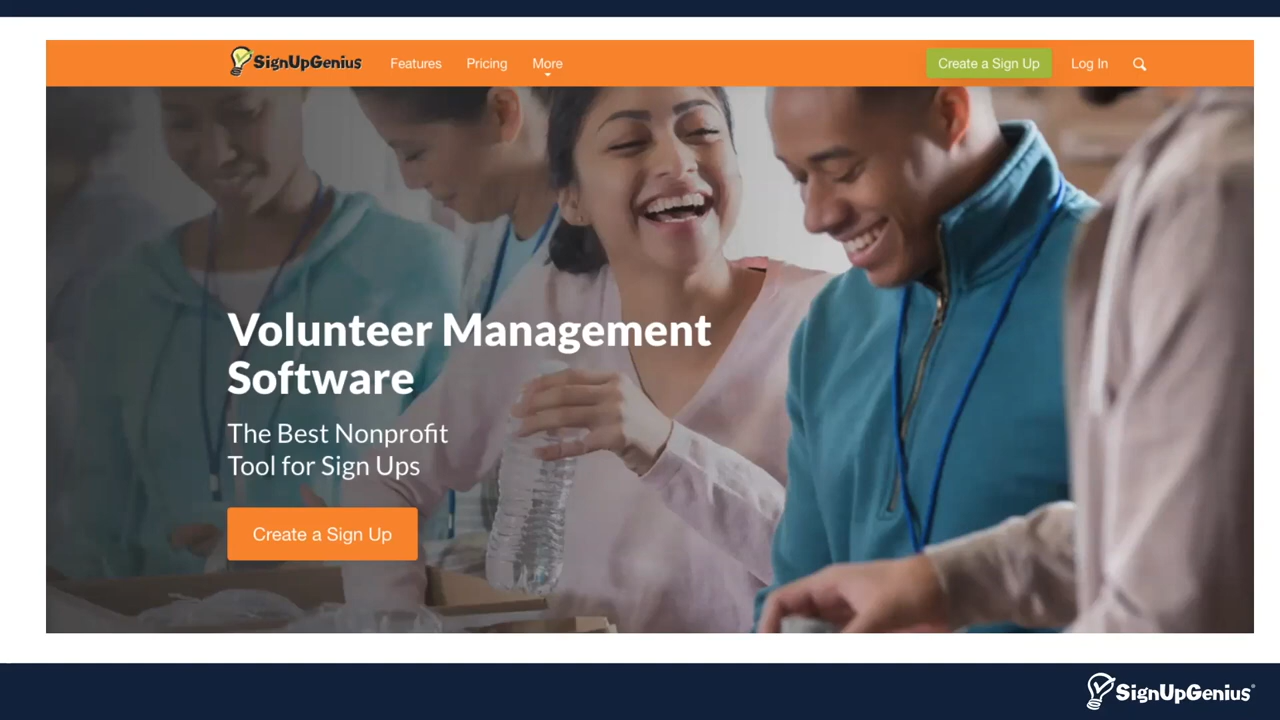 SignUpGenius Features Pricing More Create a Sign Up Log In
Volunteer Management
Software
The Best Nonprofit
Tool for Sign Ups
Create a Sign Up
SignUpGenius®